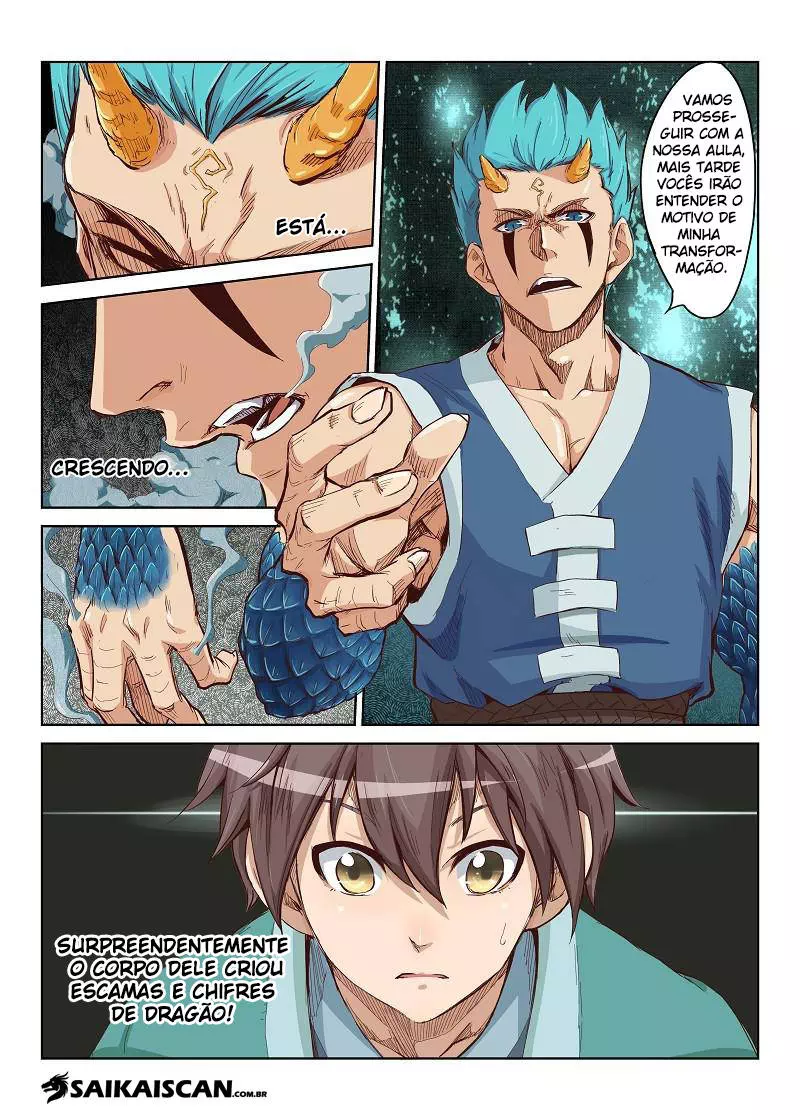 ESTÁ...
CRESCENDO...
VAMOS
PROSSE-
GUIR COM A
NOSSA AULA,
MAIS TARDE
VOCÊS IRÃO
ENTENDER O
MOTIVO DE
MINHA
TRANSFOR-
MAÇÃO.
SURPREENDENTEMENTE
O CORPO DELE CRIOU
ESCAMAS E CHIFRES
DE DRAGÃO!
SAIKAISCAN.COM.BR